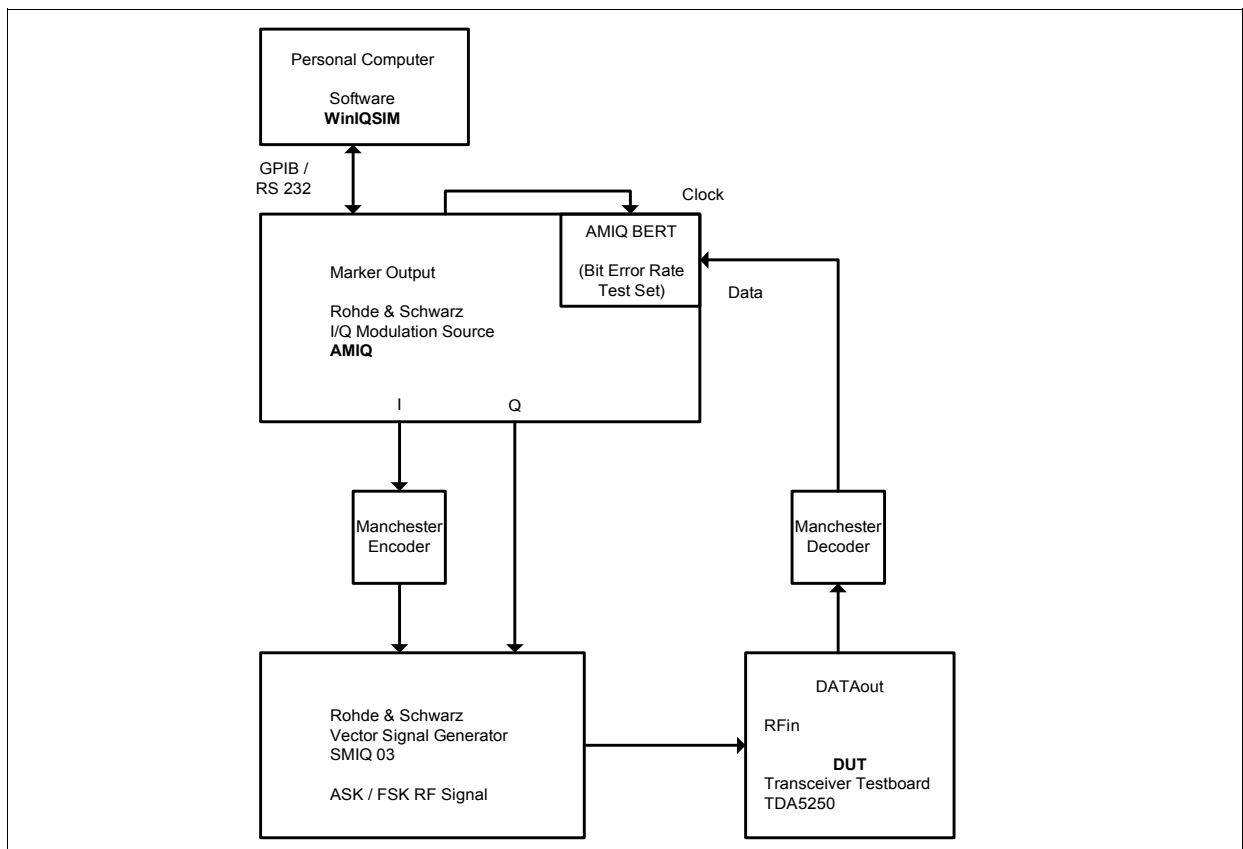 Personal Computer
Software
WinIQSIM
GPIB /
RS 232
Clock
AMIQ BERT
(Bit Error Rate
Test Set)
Data
Marker Output
Rohde & Schwarz
I/Q Modulation Source
AMIQ
I
Q
Manchester
Encoder
Manchester
Decoder
Rohde & Schwarz
Vector Signal Generator
SMIQ 03
ASK / FSK RF Signal
DATAout
RFin
DUT
Transceiver Testboard
TDA5250